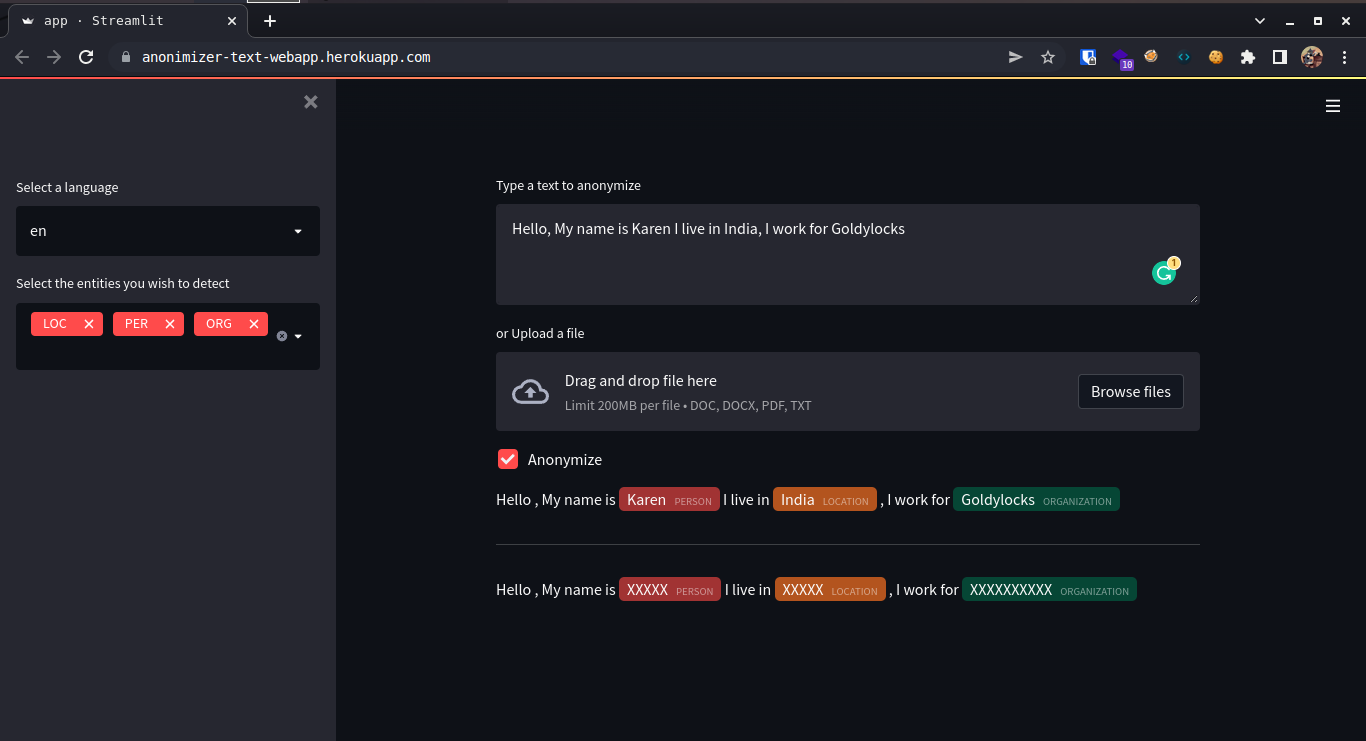 app · Streamlit
anonimizer-text-webapp.herokuapp.com
10
Select a language
en
Select the entities you wish to detect
LOC PER ORG
Type a text to anonymize
Hello, My name is Karen I live in India, I work for Goldylocks
1
or Upload a file
Drag and drop file here
Limit 200MB per file • DOC, DOCX, PDF, TXT
Browse files
Anonymize
Hello , My name is Karen PERSON I live in India LOCATION , I work for Goldylocks ORGANIZATION
Hello , My name is XXXXX PERSON I live in XXXXX LOCATION , I work for XXXXXXXXXX ORGANIZATION